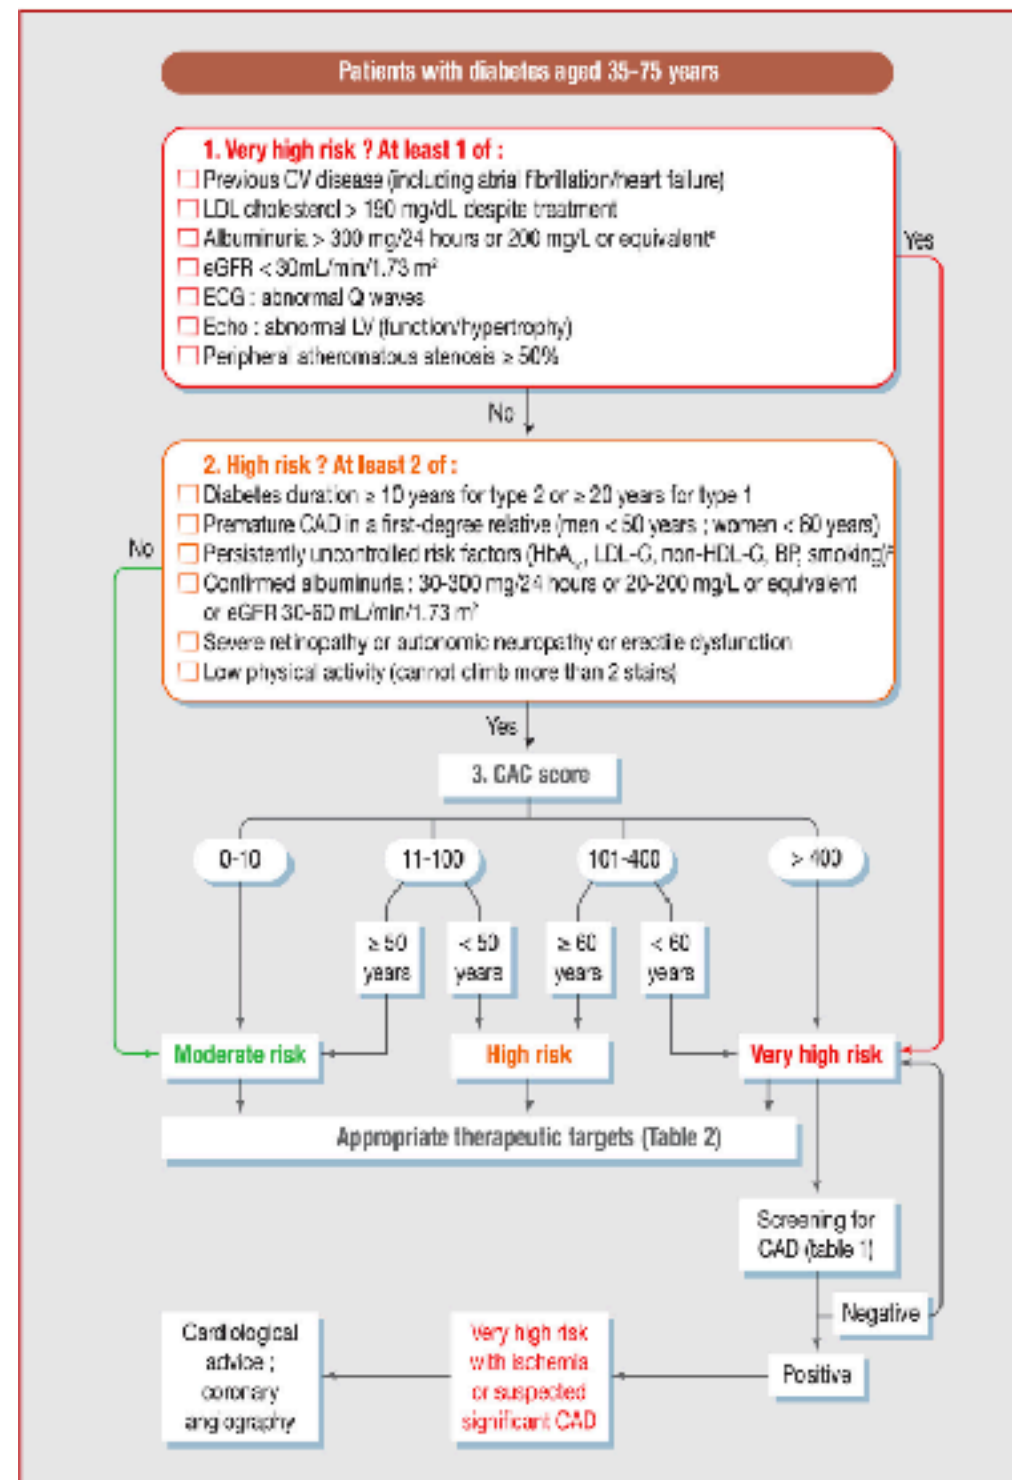 Patients with diabetes aged 35–75 years
1. Very high risk ? At least 1 of :
Previous CV disease (including atrial fibrillation/heart failure)
LDL cholesterol > 190 mg/dL despite treatment
Albuminuria > 300 mg/24 hours or 200 mg/L or equivalent
eGFR < 30mL/min/1.73 m²
ECG : abnormal Q waves
Echo : abnormal LV (function/hypertrophy)
Peripheral atheromatous stenosis ≥ 50%
Yes
No
2. High risk ? At least 2 of :
Diabetes duration ≥ 10 years for type 2 or ≥ 20 years for type 1
Premature CAD in a first-degree relative (men < 50 years ; women < 60 years)
Persistently uncontrolled risk factors (HbA, LDL-C, non-HDL-C, BP, smoking)
Confirmed albuminuria : 30-300 mg/24 hours or 20-200 mg/L or equivalent
or eGFR 30-60 mL/min/1.73 m²
Severe retinopathy or autonomic neuropathy or erectile dysfunction
Low physical activity (cannot climb more than 2 stairs)
No
Yes
3. CAC score
0-10
11-100
101-400
> 400
≥ 50
years
< 50
years
≥ 60
years
< 60
years
Moderate risk
High risk
Very high risk
Appropriate therapeutic targets (Table 2)
Screening for
CAD (table 1)
Negative
Positive
Very high risk
with ischemia
or suspected
significant CAD
Cardiological
advice ;
coronary
angiography